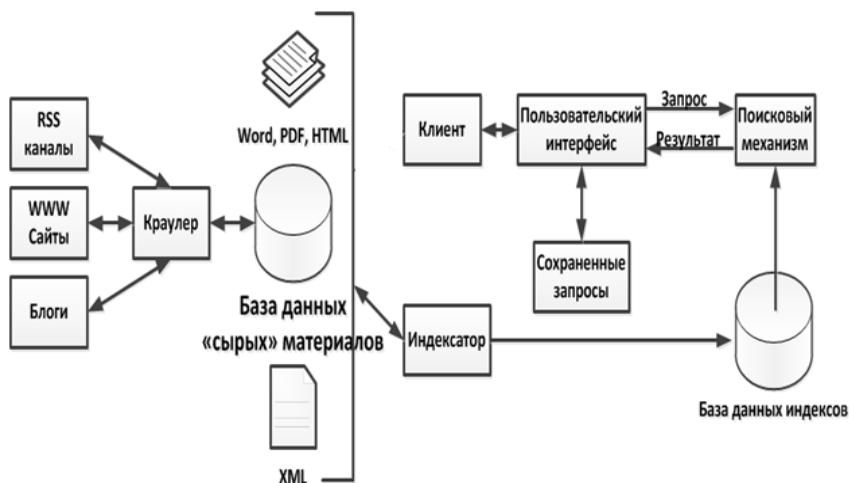 RSS
каналы
WWW
Сайты
Блоги
Краулер
Word, PDF, HTML
База данных
«сырых» материалов
XML
Клиент
Пользовательский
интерфейс
Запрос
Результат
Поисковый
механизм
Сохраненные
запросы
Индексатор
База данных индексов